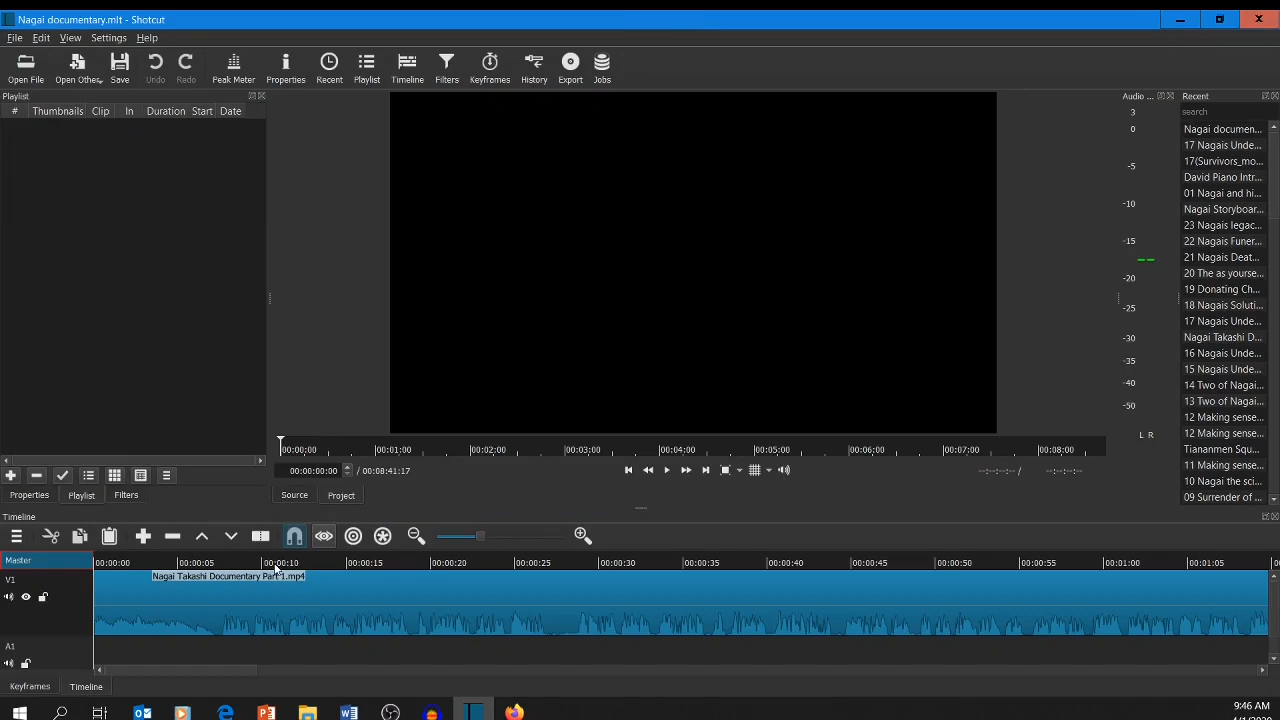 Nagai documentary.mlt - Shotcut
File Edit View Settings Help
Open File Open Other.. Save Undo Redo Peak Meter Properties Recent Playlist Timeline Filters Keyframes History Export Jobs
Playlist
# Thumbnails Clip In Duration Start Date
Audio ...
3
0
-5
-10
-15
-20
-25
-30
-35
-40
-50
L R
Recent
search
Nagai documen...
17 Nagais Unde...
17(Survivors_mo...
David Piano Intr...
01 Nagai and hi...
Nagai Storyboar...
23 Nagais legac...
22 Nagais Funer...
21 Nagais Deat...
20 The as yourse...
19 Donating Ch...
18 Nagais Soluti...
17 Nagais Unde...
Nagai Takashi D...
16 Nagais Unde...
15 Nagais Unde...
14 Two of Nagai...
13 Two of Nagai...
12 Making sense...
12 Making sense...
Tiananmen Squ...
11 Making sense...
10 Nagai the sci...
09 Surrender of ...
00:00:00 00:01:00 00:02:00 00:03:00 00:04:00 00:05:00 00:06:00 00:07:00 00:08:00
00:00:00:00 / 00:08:41:17
--:--:--:-- / --:--:--:--
Properties Playlist Filters
Source Project
Timeline
Master
00:00:00 00:00:05 00:00:10 00:00:15 00:00:20 00:00:25 00:00:30 00:00:35 00:00:40 00:00:45 00:00:50 00:00:55 00:01:00 00:01:05
V1
Nagai Takashi Documentary Part 1.mp4
A1
Keyframes Timeline
9:46 AM